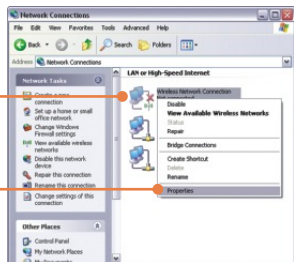 Network Connections
File Edit View Favorites Tools Advanced Help
Back Search Folders
Address Network Connections
Network Tasks
Create a new connection
Set up a home or small office network
Change Windows Firewall settings
View available wireless networks
Disable this network device
Repair this connection
Rename this connection
Change settings of this connection
Other Places
Control Panel
My Network Places
My Documents
LAN or High-Speed Internet
Wireless Network Connection
Not connected
Disable
View Available Wireless Networks
Status
Repair
Bridge Connections
Create Shortcut
Delete
Rename
Properties